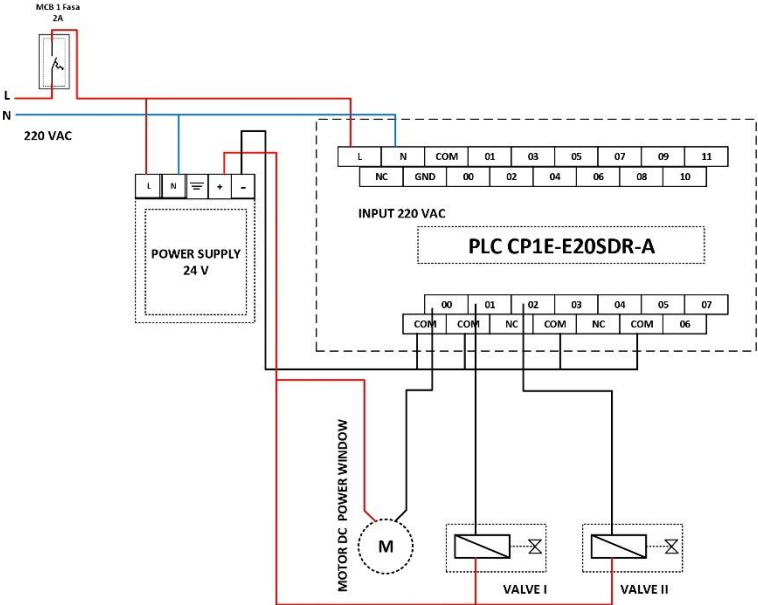 MCB 1 Fasa
2A
L
N
220 VAC
L N COM 01 03 05 07 09 11
NC GND 00 02 04 06 08 10
L N + -
INPUT 220 VAC
PLC CP1E-E20SDR-A
POWER SUPPLY
24 V
00 01 02 03 04 05 07
COM COM NC COM NC COM 06
MOTOR DC POWER WINDOW
M
VALVE I
VALVE II